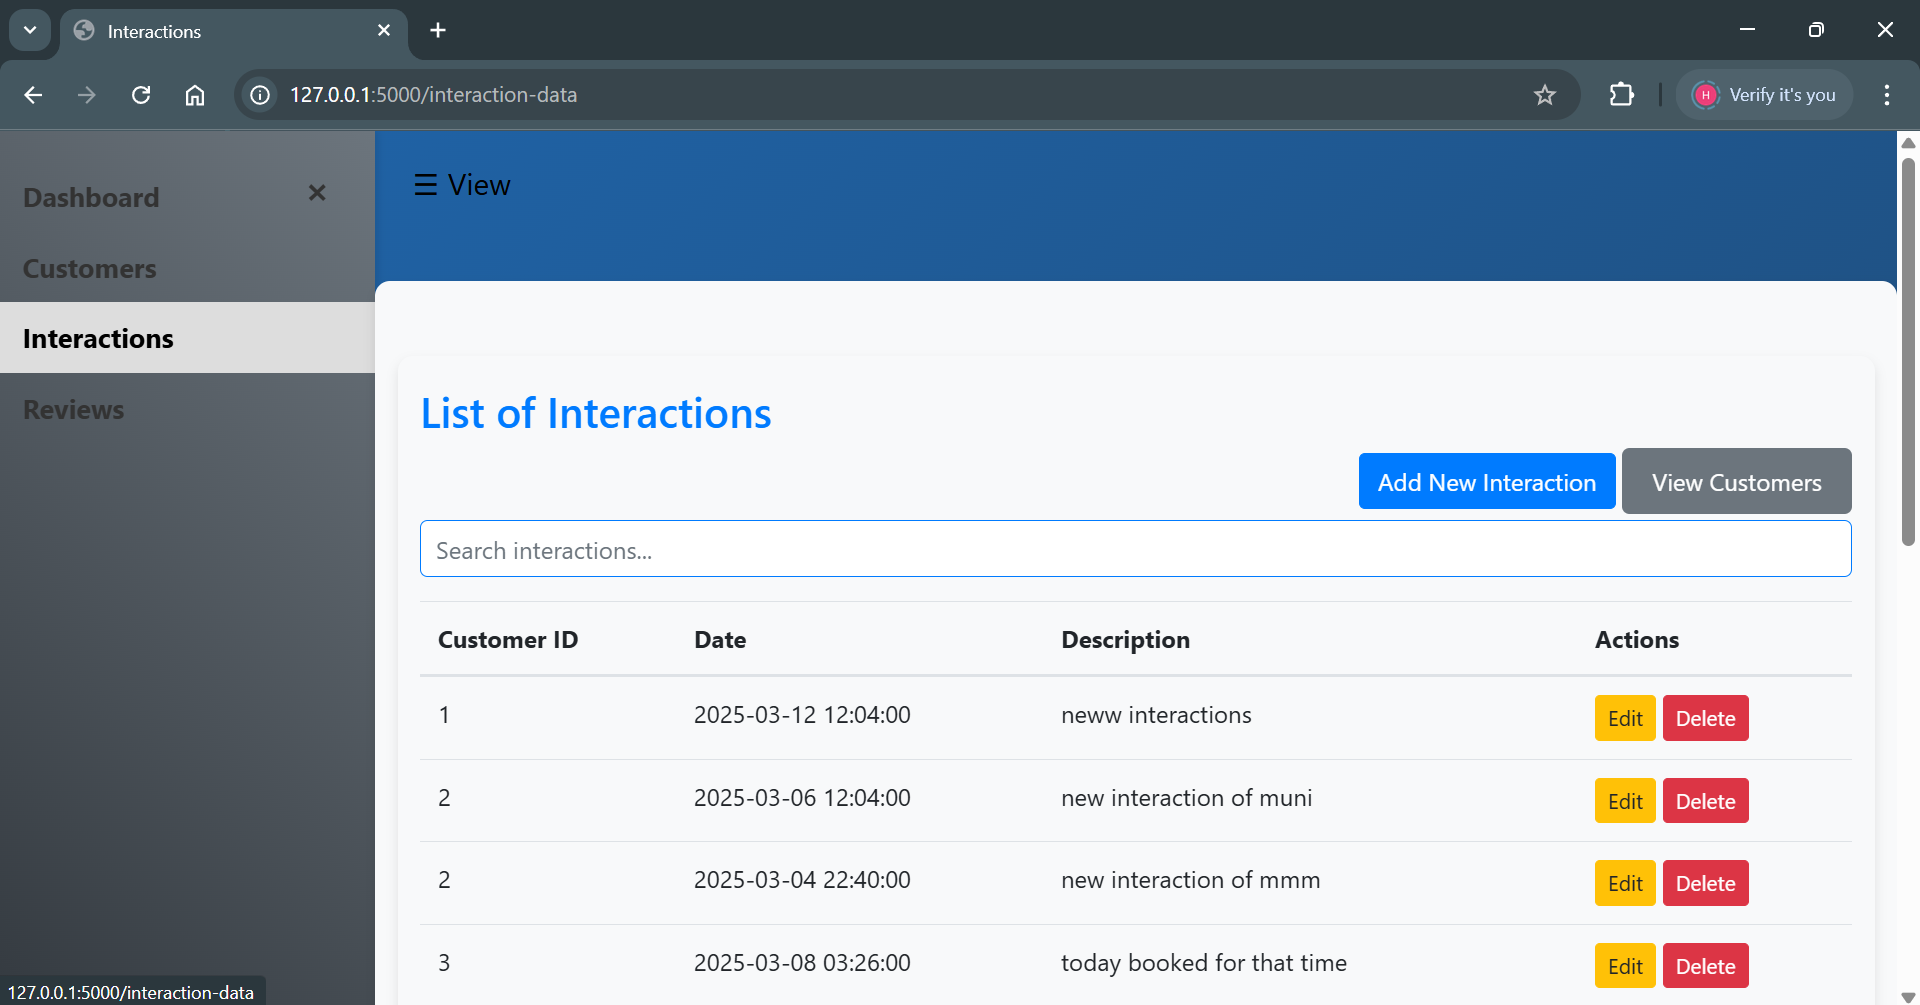 Interactions
127.0.0.1:5000/interaction-data
H Verify it's you
Dashboard
Customers
Interactions
Reviews
☰ View
List of Interactions
Add New Interaction View Customers
Search interactions...
Customer ID Date Description Actions
1 2025-03-12 12:04:00 neww interactions Edit Delete
2 2025-03-06 12:04:00 new interaction of muni Edit Delete
2 2025-03-04 22:40:00 new interaction of mmm Edit Delete
3 2025-03-08 03:26:00 today booked for that time Edit Delete
127.0.0.1:5000/interaction-data